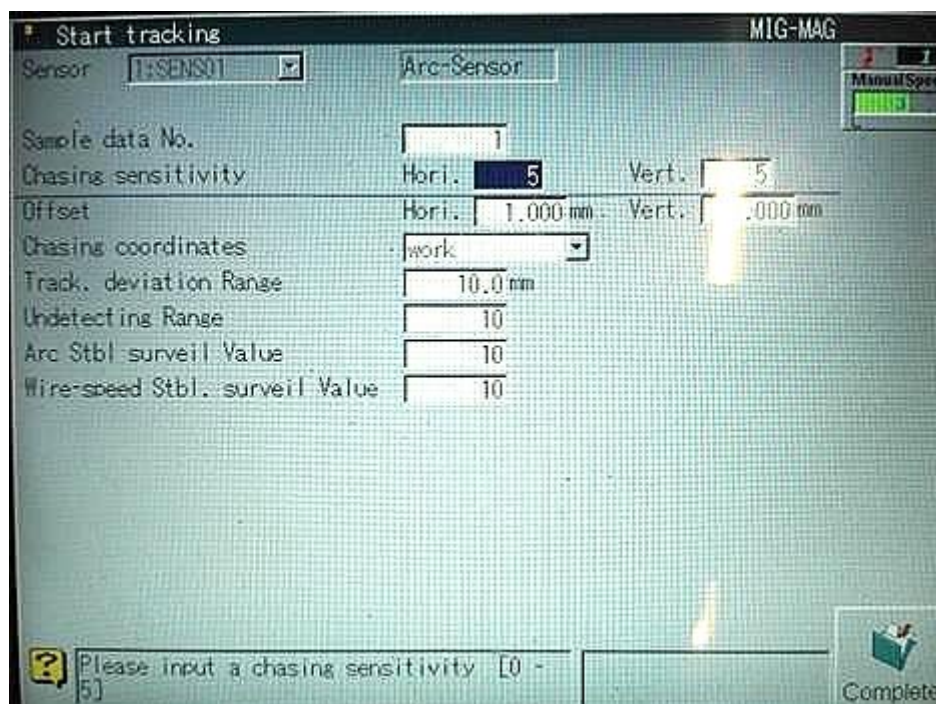 Start tracking MIG-MAG
Sensor 1:SENS01 Arc-Sensor
Manual Spee
Sample data No. 1
Chasing sensitivity Hori. 5 Vert. 5
Offset Hori. 1.000 mm. Vert. .000 mm
Chasing coordinates work
Track. deviation Range 10.0 mm
Undetecting Range 10
Arc Stbl surveil Value 10
Wire-speed Stbl. surveil Value 10
Please input a chasing sensitivity [0 -
5]
Complete